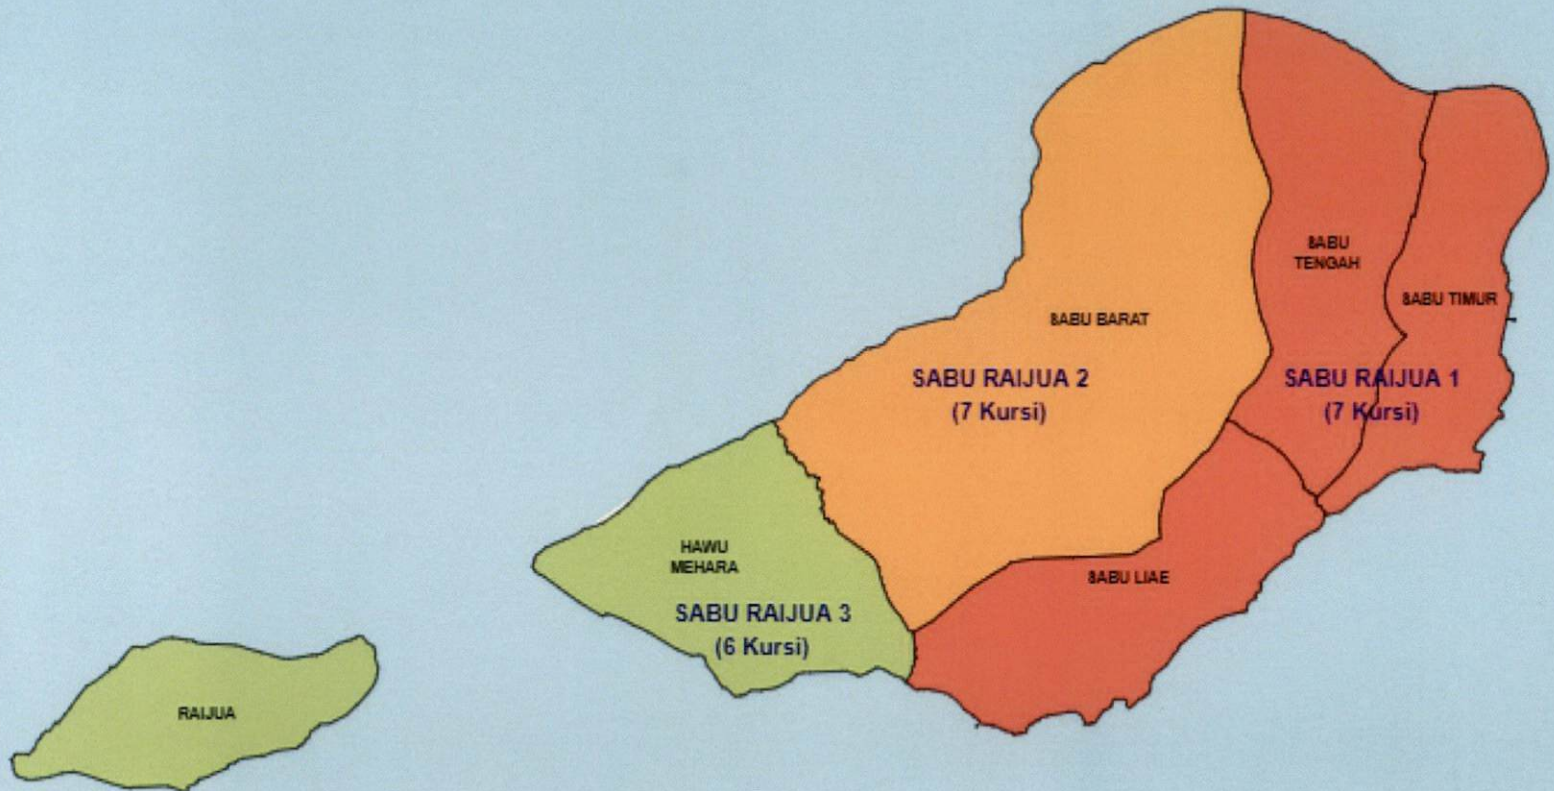 SABU
TENGAH
SABU TIMUR
SABU BARAT
SABU RAIJUA 2
(7 Kursi)
SABU RAIJUA 1
(7 Kursi)
HAWU
MEHARA
SABU LIAE
SABU RAIJUA 3
(6 Kursi)
RAIJUA